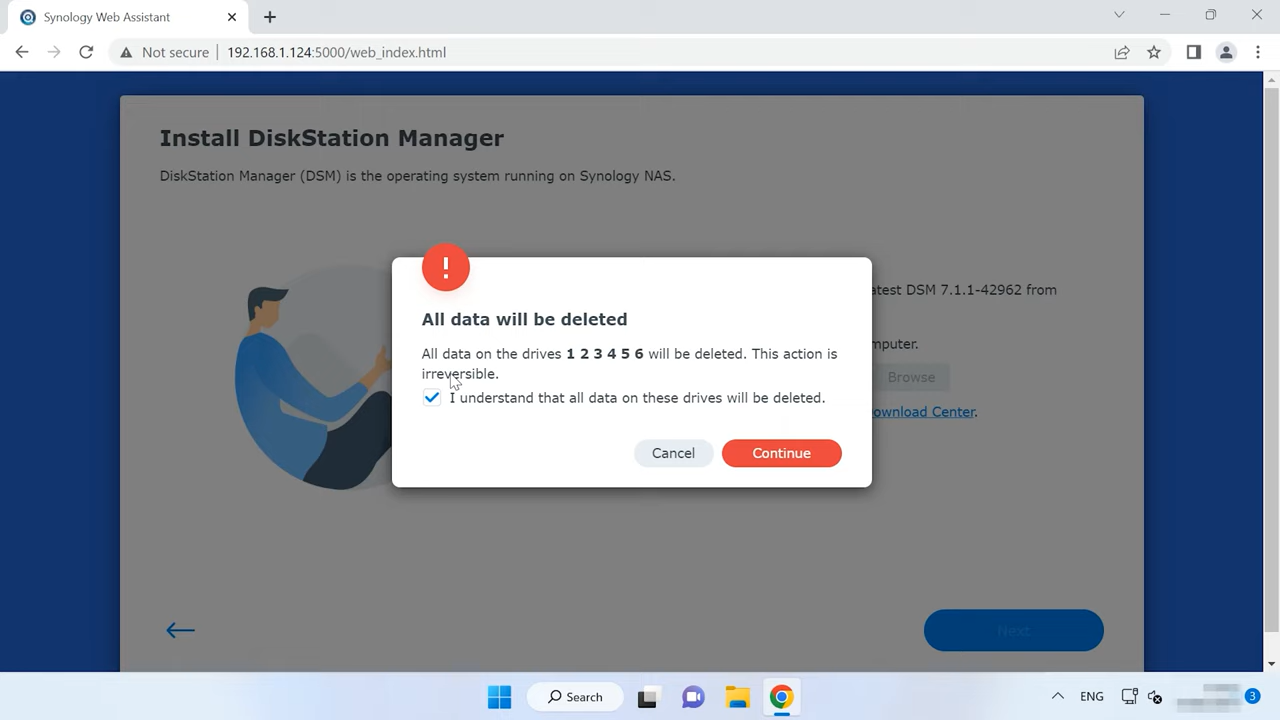 Synology Web Assistant
Not secure
192.168.1.124:5000/web_index.html
Install DiskStation Manager
DiskStation Manager (DSM) is the operating system running on Synology NAS.
!
atest DSM 7.1.1-42962 from
All data will be deleted
All data on the drives 1 2 3 4 5 6 will be deleted. This action is
irreversible.
mputer.
Browse
I understand that all data on these drives will be deleted.
ownload Center.
Cancel
Continue
Next
Search
ENG
3